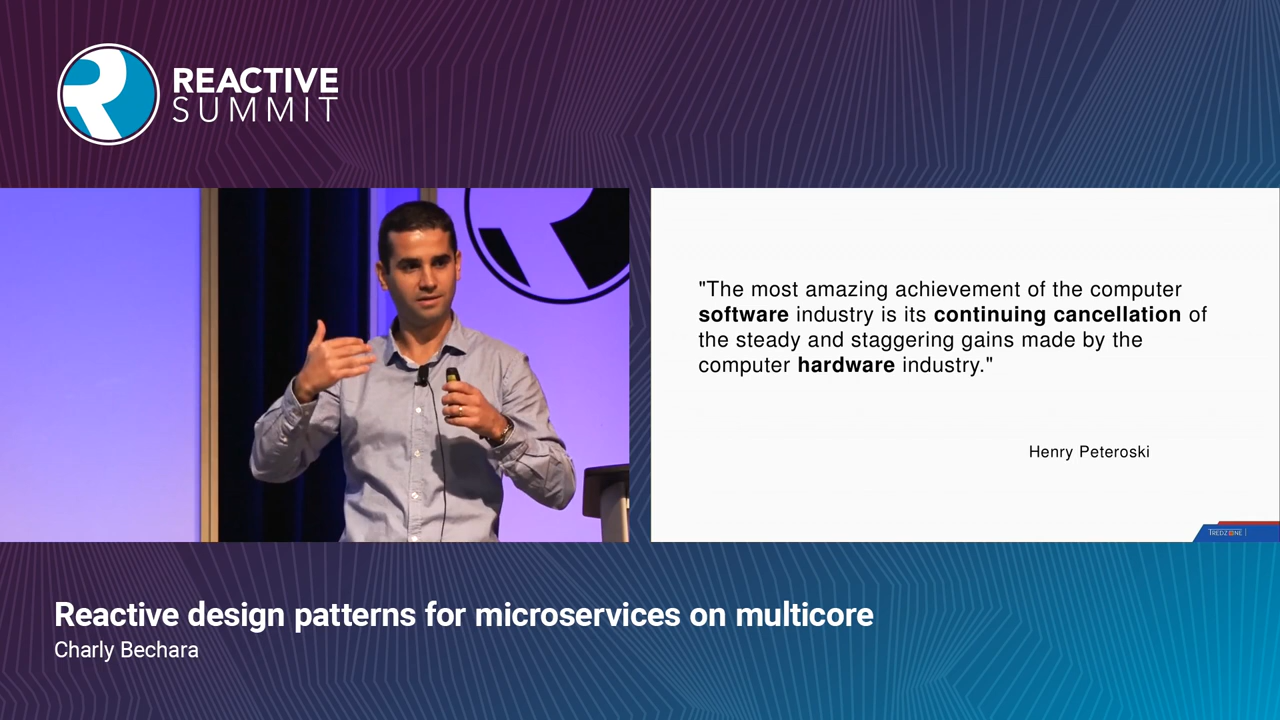 REACTIVE
SUMMIT
"The most amazing achievement of the computer
software industry is its continuing cancellation of
the steady and staggering gains made by the
computer hardware industry."
Henry Peteroski
TREDZONE
Reactive design patterns for microservices on multicore
Charly Bechara